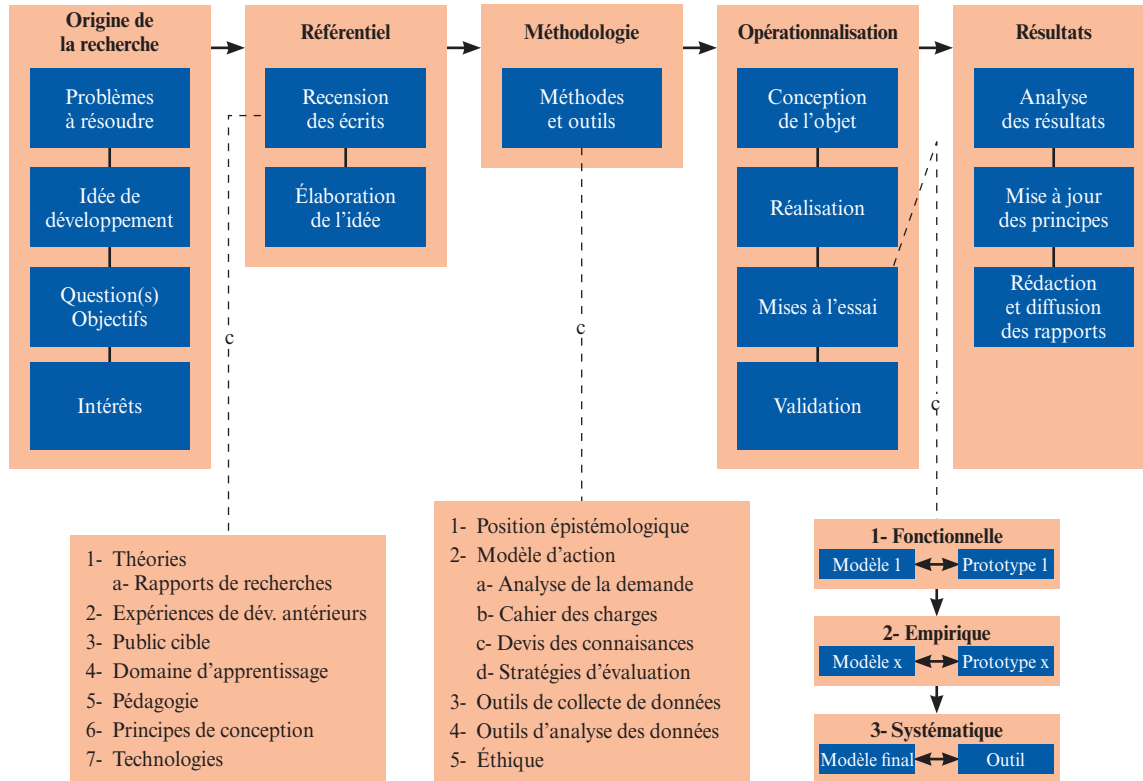 Origine de
la recherche
Problèmes
à résoudre
Idée de
développement
Question(s)
Objectifs
Intérêts
Référentiel
Recension
des écrits
Élaboration
de l'idée
Méthodologie
Méthodes
et outils
Opérationnalisation
Conception
de l'objet
Réalisation
Mises à l'essai
Validation
Résultats
Analyse
des résultats
Mise à jour
des principes
Rédaction
et diffusion
des rapports
c
c
c
1- Théories
a- Rapports de recherches
2- Expériences de dév. antérieurs
3- Public cible
4- Domaine d'apprentissage
5- Pédagogie
6- Principes de conception
7- Technologies
1- Position épistémologique
2- Modèle d'action
a- Analyse de la demande
b- Cahier des charges
c- Devis des connaisances
d- Stratégies d'évaluation
3- Outils de collecte de données
4- Outils d'analyse des données
5- Éthique
1- Fonctionnelle
Modèle 1 Prototype 1
2- Empirique
Modèle x Prototype x
3- Systématique
Modèle final Outil